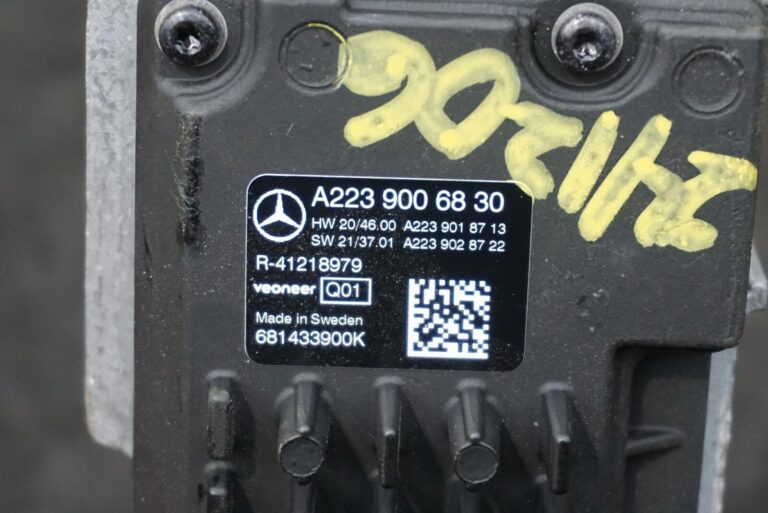 A223 900 68 30
HW 20/46.00 A223 901 87 13
SW 21/37.01 A223 902 87 22
R-41218979
veoneer Q01
Made in Sweden
681433900K